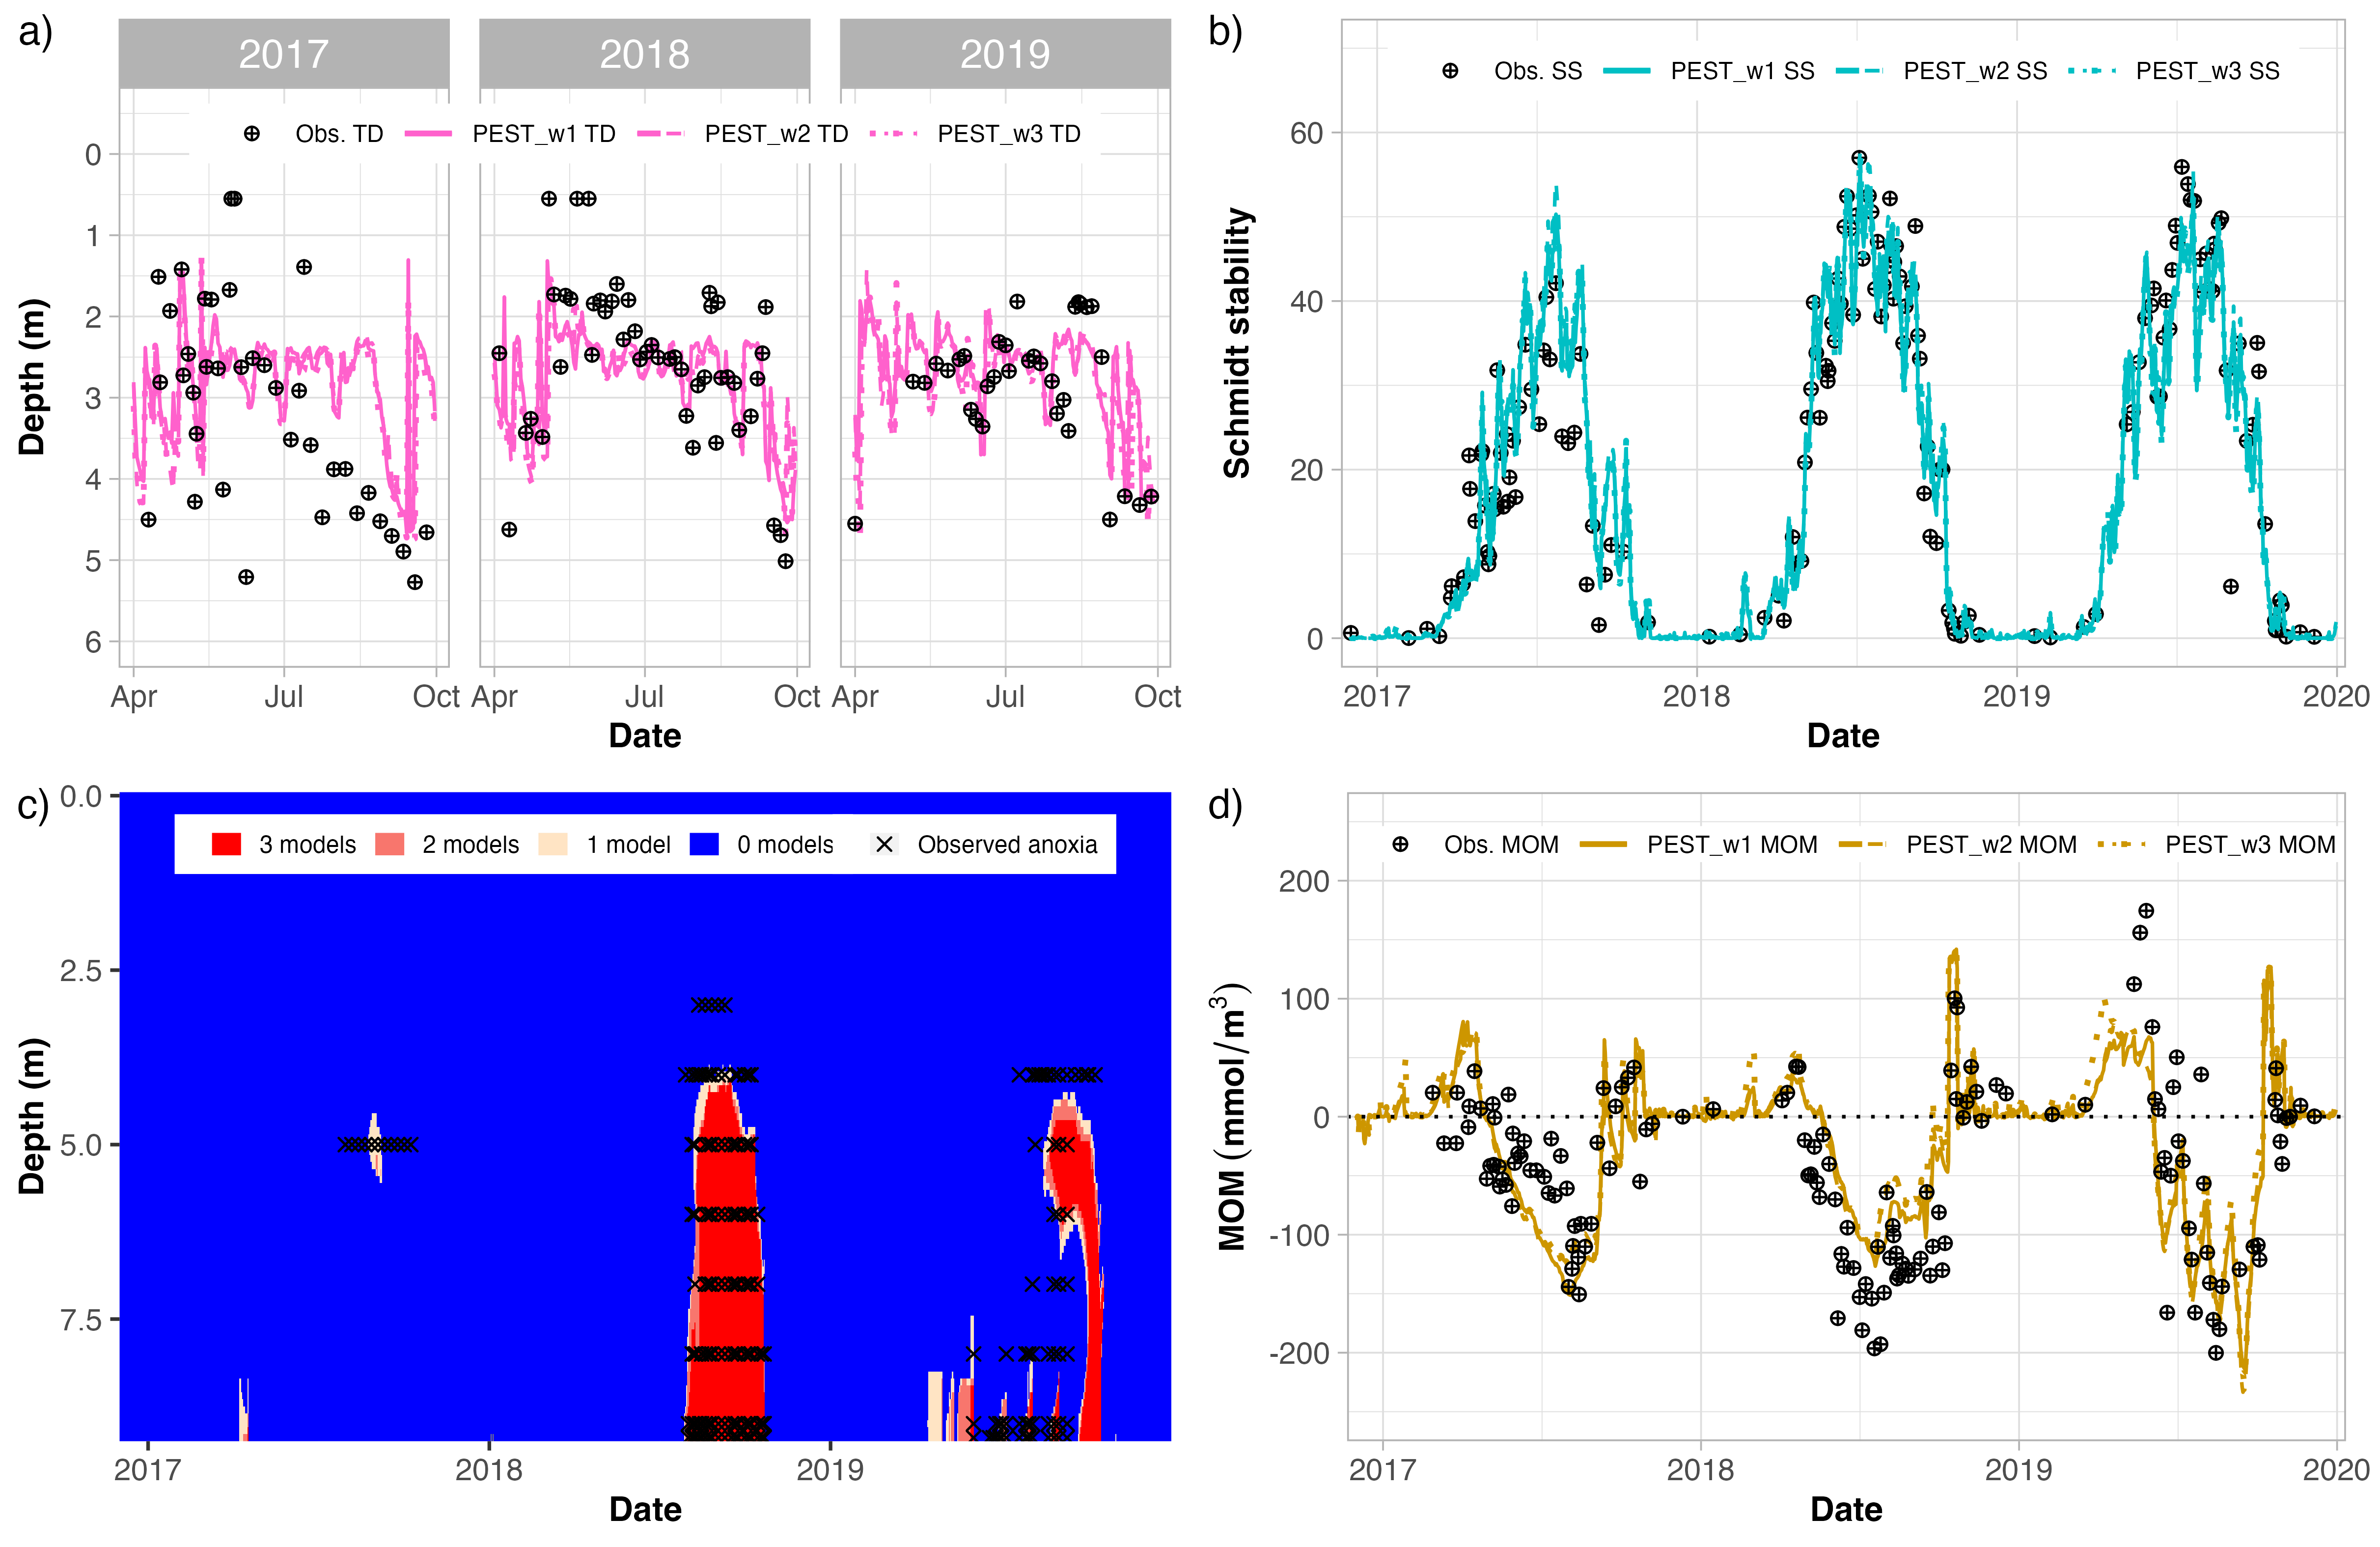 a)
2017 2018 2019
Obs. TD PEST_w1 TD PEST_w2 TD PEST_w3 TD
0
1
2
3
4
5
6
Depth (m)
Apr Jul Oct Apr Jul Oct Apr Jul Oct
Date
b)
Obs. SS PEST_w1 SS PEST_w2 SS PEST_w3 SS
60
40
20
0
Schmidt stability
2017 2018 2019 2020
Date
c)
3 models 2 models 1 model 0 models Observed anoxia
0.0
2.5
5.0
7.5
Depth (m)
2017 2018 2019
Date
d)
Obs. MOM PEST_w1 MOM PEST_w2 MOM PEST_w3 MOM
200
100
0
-100
-200
MOM (mmol/m³)
2017 2018 2019 2020
Date